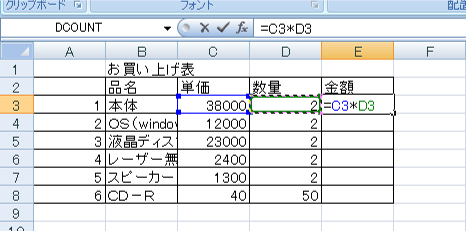 クリップボード フォント 配置
DCOUNT =C3*D3
A B C D E F
1 お買い上げ表
2 品名 単価 数量 金額
3 1 本体 38000 2 =C3*D3
4 2 OS(windo 12000 2
5 3 液晶ディス 23000 2
6 4 レーザー無 2400 2
7 5 スピーカー 1300 2
8 6 CD-R 40 50
9
10